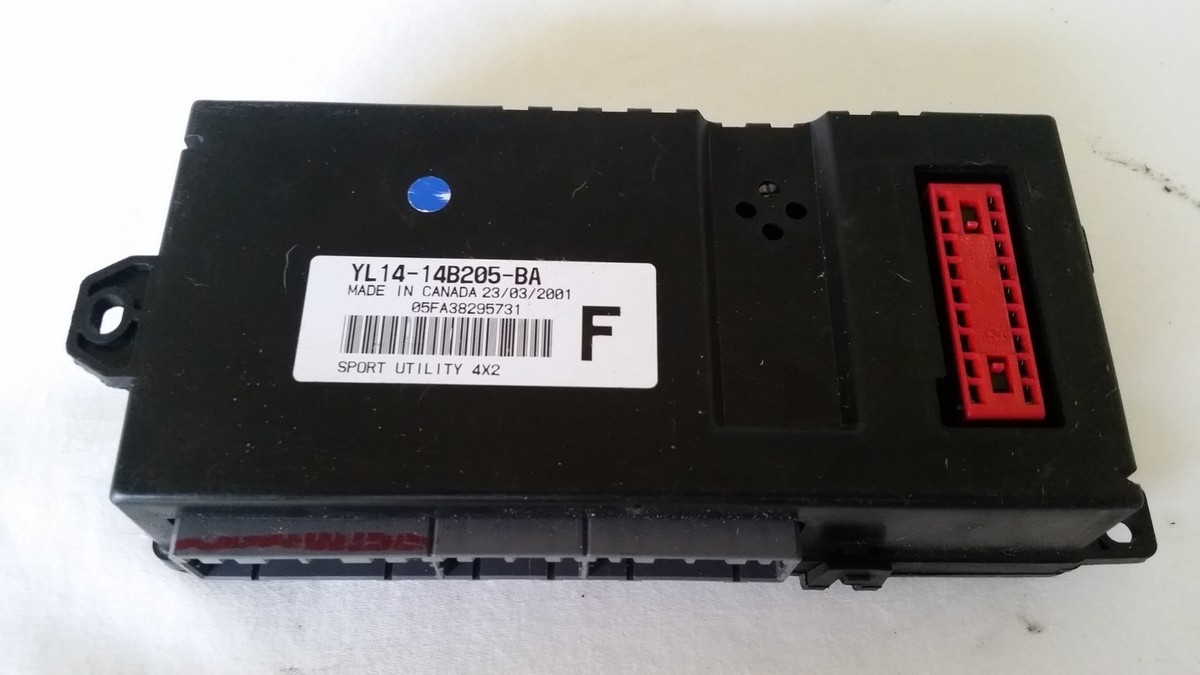 YL14-14B205-BA
MADE IN CANADA 23/03/2001
05FA38295731
F
SPORT UTILITY 4X2